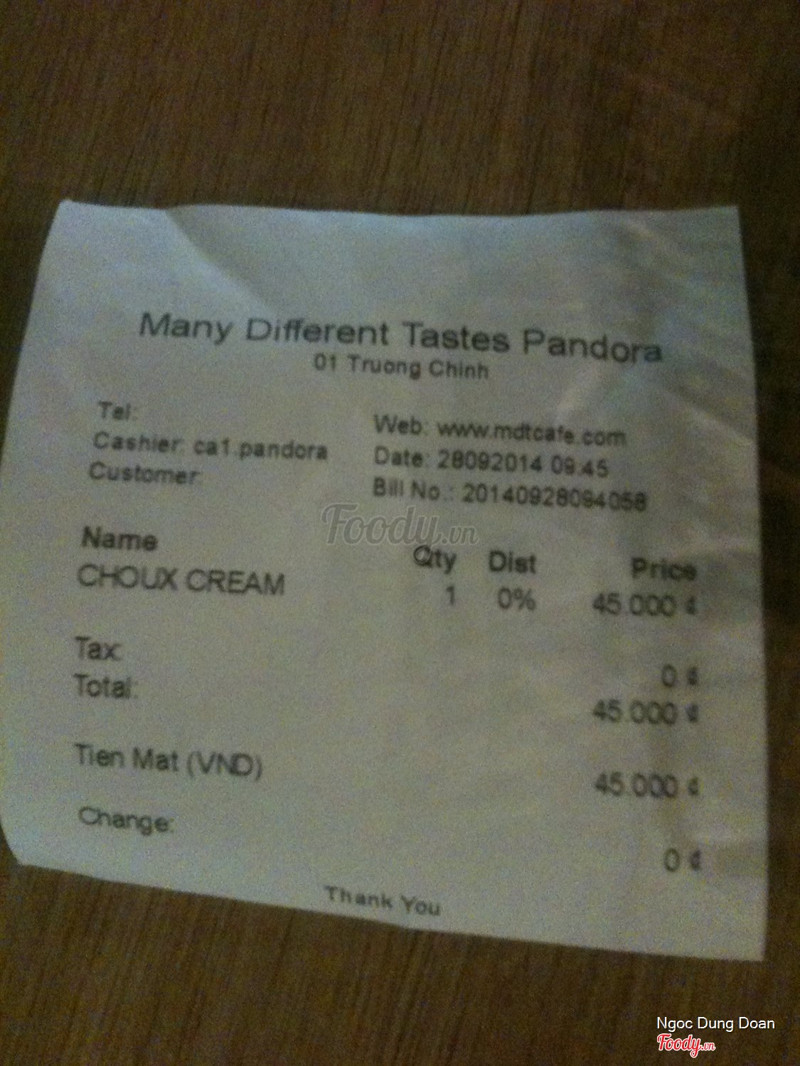 Many Different Tastes Pandora
01 Truong Chinh
Tel:
Web: www.mdtcafe.com
Cashier: ca1.pandora
Date: 28092014 09:45
Customer:
Bill No.: 20140928094058
Foody.vn
Name Qty Dist Price
CHOUX CREAM 1 0% 45.000 đ
Tax: 0 đ
Total: 45.000 đ
Tien Mat (VND) 45.000 đ
Change: 0 đ
Thank You
Ngoc Dung Doan
Foody.vn